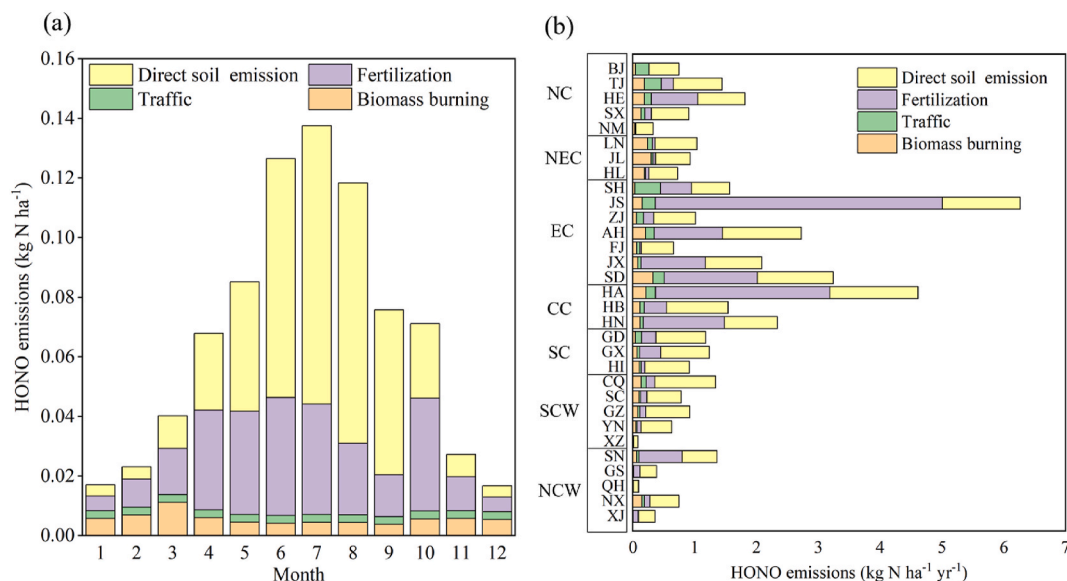 (a)
0.16
0.14
0.12
0.10
0.08
0.06
0.04
0.02
0.00
HONO emissions (kg N ha⁻¹)
Direct soil emission
Fertilization
Traffic
Biomass burning
1 2 3 4 5 6 7 8 9 10 11 12
Month
(b)
NC
BJ
TJ
HE
SX
NM
NEC
LN
JL
HL
EC
SH
JS
ZJ
AH
FJ
JX
SD
CC
HA
HB
HN
SC
GD
GX
HI
SCW
CQ
SC
GZ
YN
XZ
NCW
SN
GS
QH
NX
XJ
Direct soil emission
Fertilization
Traffic
Biomass burning
0 1 2 3 4 5 6 7
HONO emissions (kg N ha⁻¹ yr⁻¹)